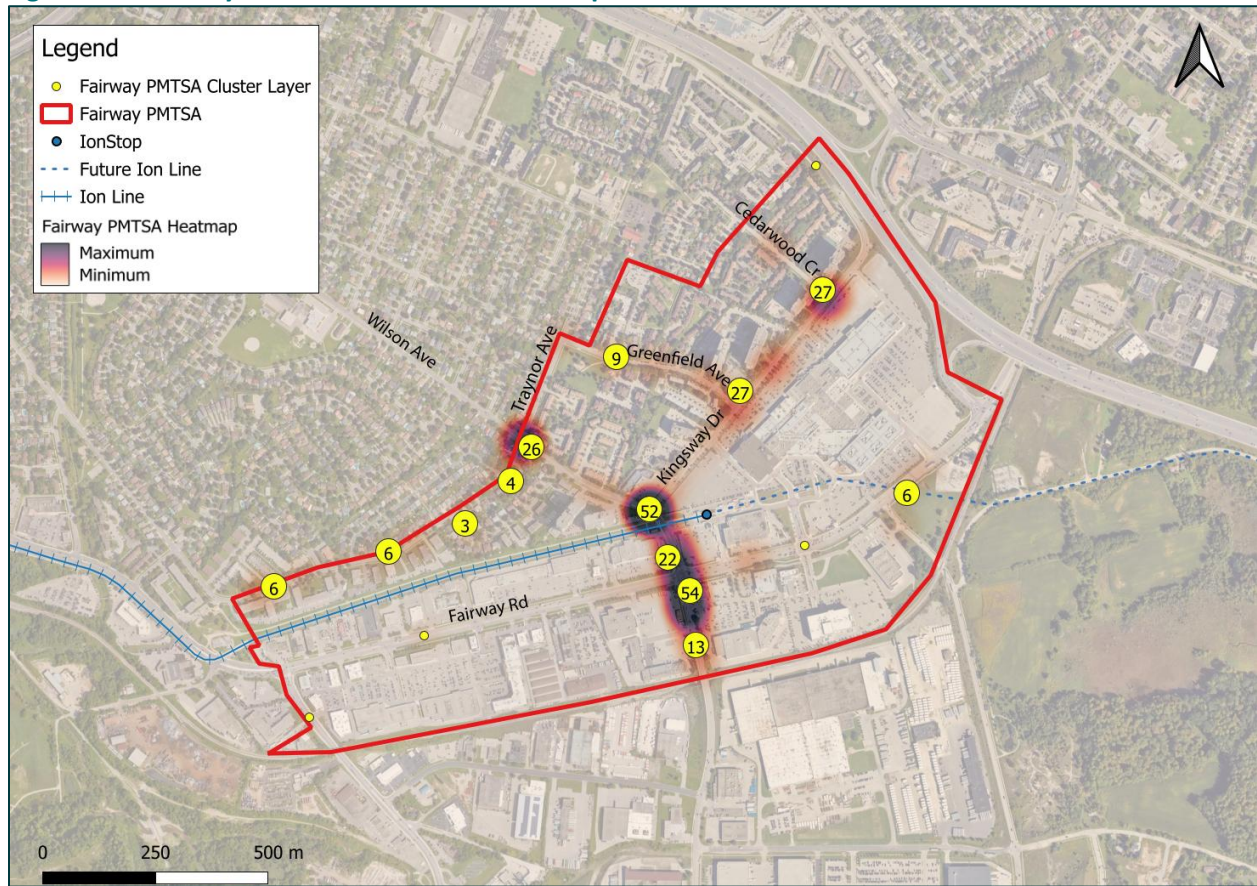 Legend
Fairway PMTSA Cluster Layer
Fairway PMTSA
IonStop
Future Ion Line
Ion Line
Fairway PMTSA Heatmap
Maximum
Minimum
Cedarwood Cr
27
Wilson Ave
Traynor Ave
9
Greenfield Ave
27
Kingsway Dr
26
4
52
6
3
6
22
6
54
Fairway Rd
13
0 250 500 m